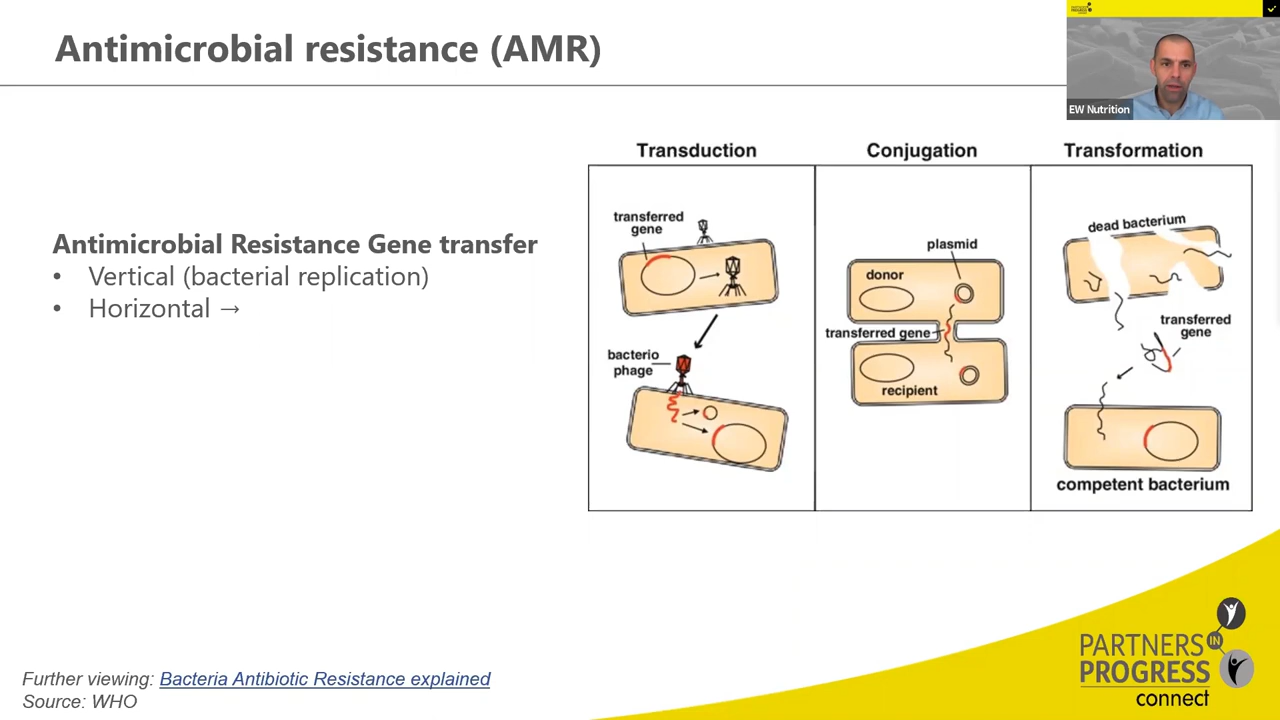 Antimicrobial resistance (AMR)
EW Nutrition
Antimicrobial Resistance Gene transfer
• Vertical (bacterial replication)
• Horizontal →
Transduction
transferred
gene
bacterio
phage
Conjugation
plasmid
donor
transferred gene
recipient
Transformation
dead bacterium
transferred
gene
competent bacterium
Further viewing: Bacteria Antibiotic Resistance explained
Source: WHO
PARTNERS
IN
PROGRESS
connect